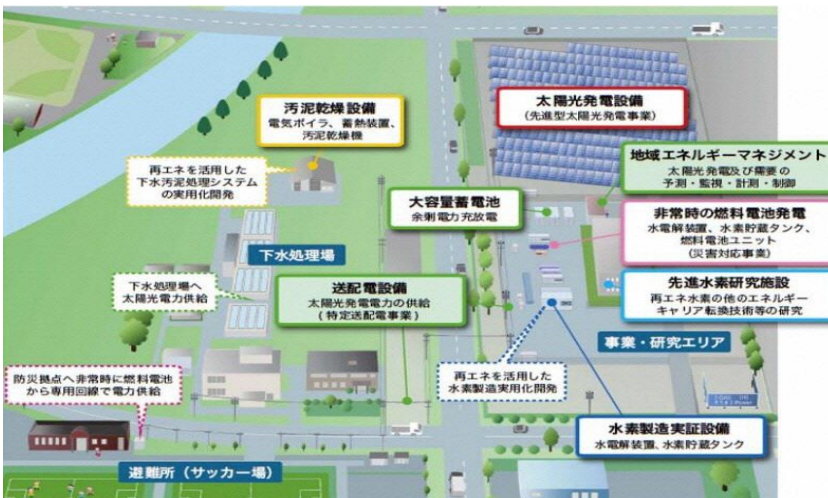 汚泥乾燥設備
電気ボイラ、蓄熱装置、
汚泥乾燥機
太陽光発電設備
(先進型太陽光発電事業)
再エネを活用した
下水汚泥処理システム
の実用化開発
地域エネルギーマネジメント
太陽光発電及び需要の
予測・監視・計測・制御
大容量蓄電池
余剰電力充放電
非常時の燃料電池発電
水電解装置、水素貯蔵タンク、
燃料電池ユニット
(災害対応事業)
下水処理場
下水処理場へ
太陽光電力供給
送配電設備
太陽光発電電力の供給
(特定送配電事業)
先進水素研究施設
再エネ水素の他のエネルギー
キャリア転換技術等の研究
事業・研究エリア
防災拠点へ非常時に燃料電池
から専用回線で電力供給
再エネを活用した
水素製造実用化開発
水素製造実証設備
水電解装置、水素貯蔵タンク
避難所(サッカー場)